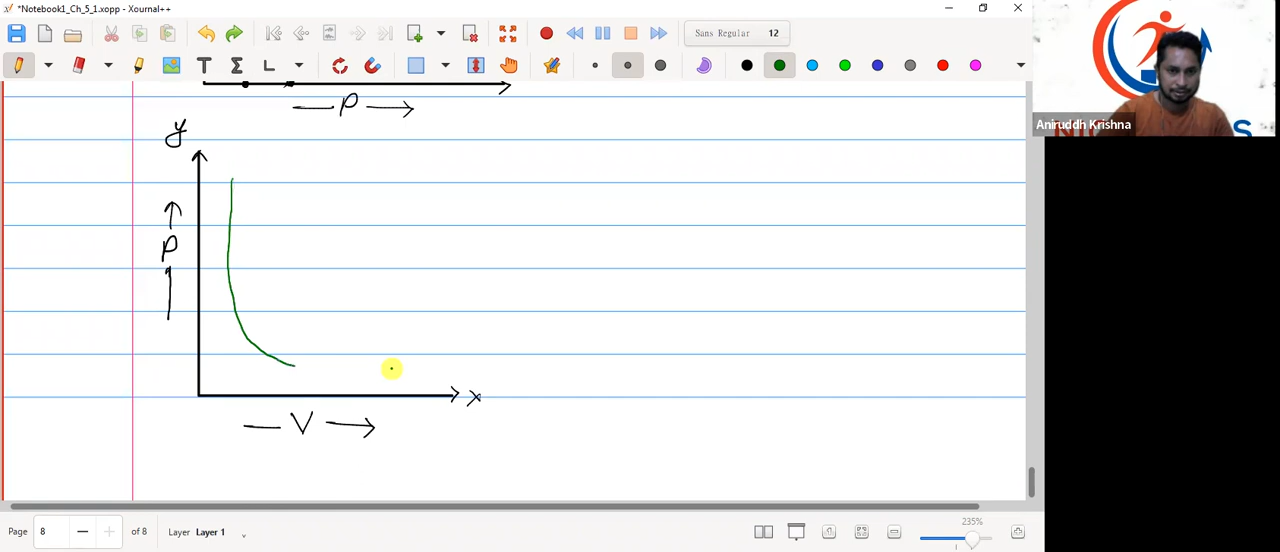 *Notebook1_Ch_5_1.xopp - Xournal++
Sans Regular 12
Aniruddh Krishna
S
P
y
P
x
V
Page 8 of 8 Layer Layer 1
235%